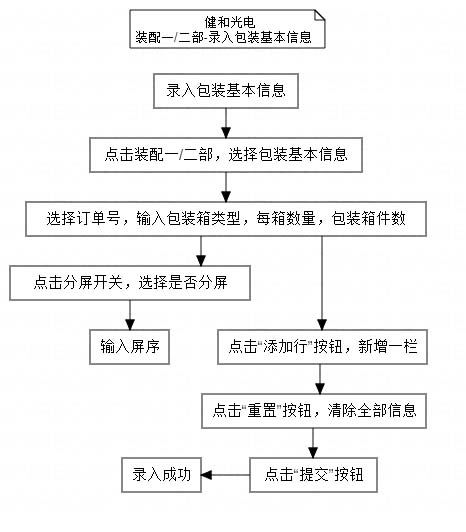 健和光电
装配一/二部-录入包装基本信息
录入包装基本信息
点击装配一/二部，选择包装基本信息
选择订单号，输入包装箱类型，每箱数量，包装箱件数
点击分屏开关，选择是否分屏
输入屏序
点击“添加行”按钮，新增一栏
点击“重置”按钮，清除全部信息
录入成功
点击“提交”按钮